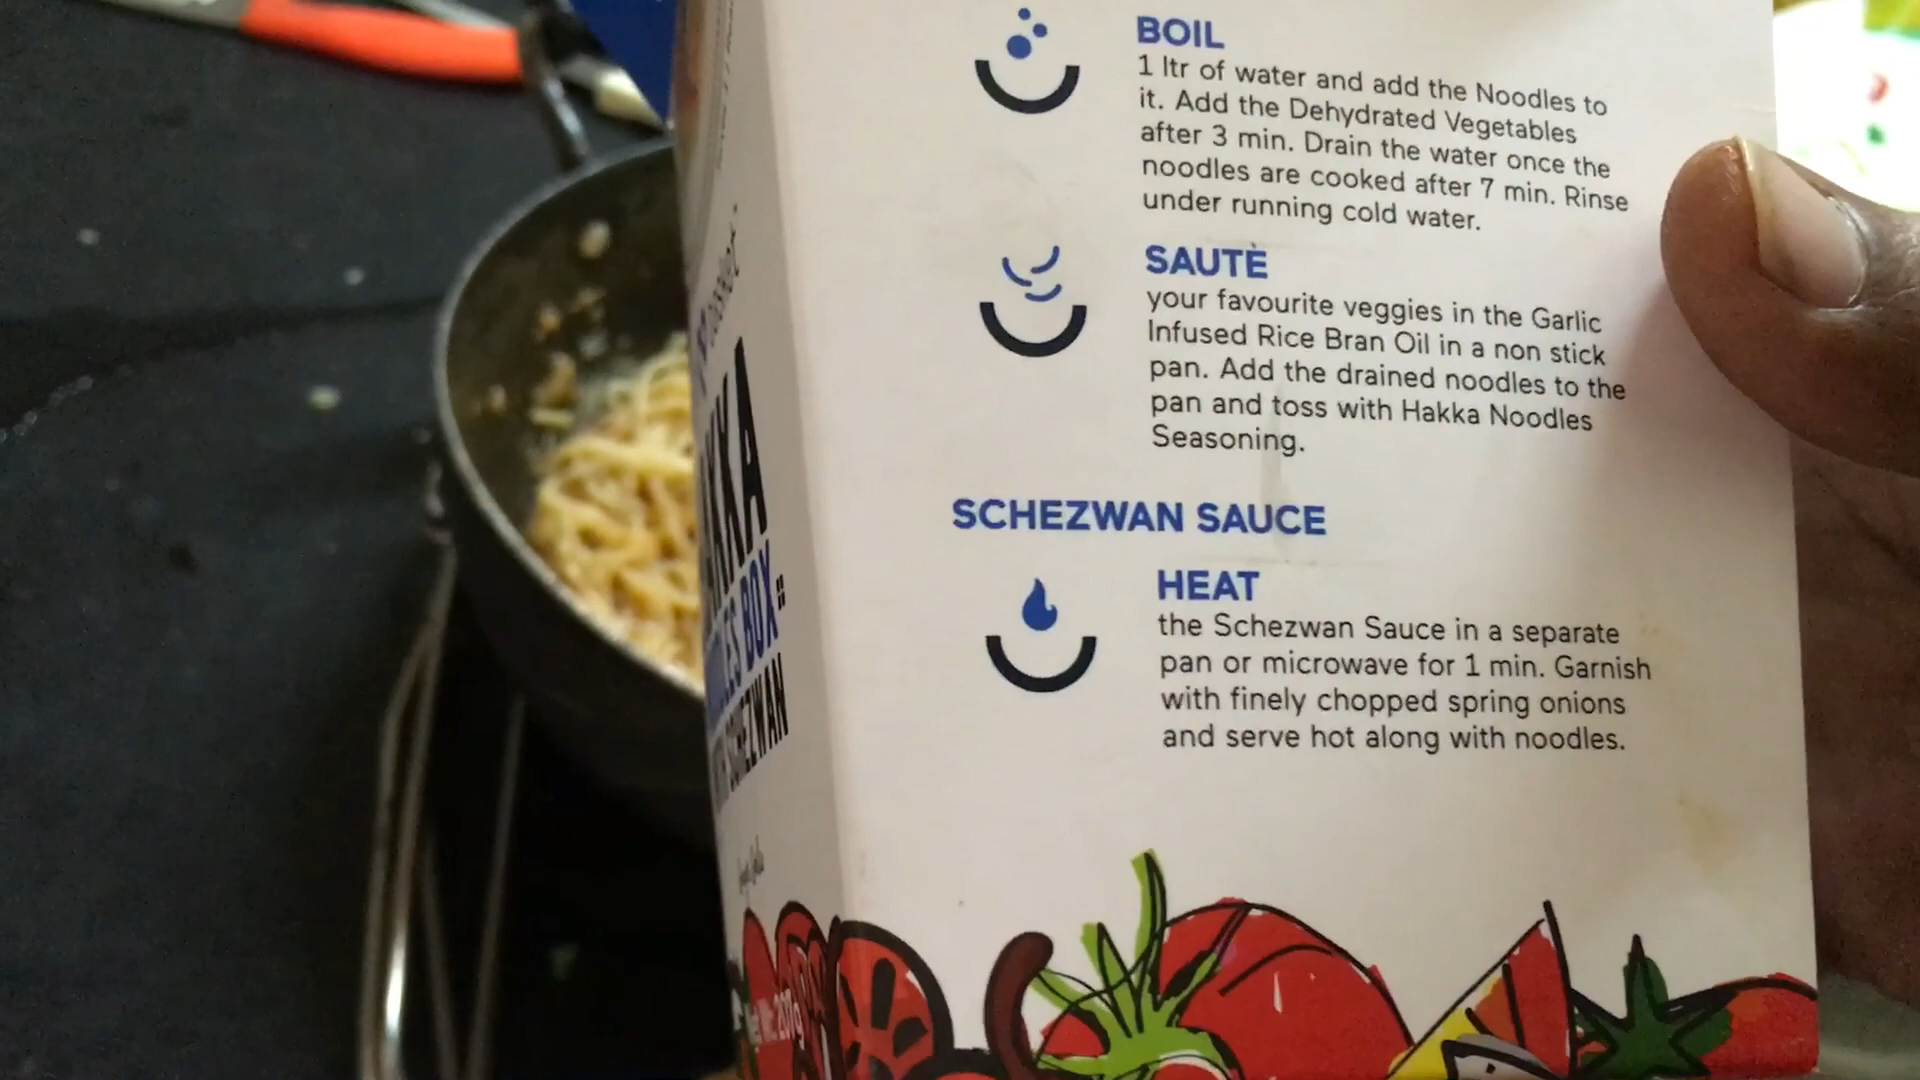 BOIL
1 ltr of water and add the Noodles to
it. Add the Dehydrated Vegetables
after 3 min. Drain the water once the
noodles are cooked after 7 min. Rinse
under running cold water.
SAUTÈ
your favourite veggies in the Garlic
Infused Rice Bran Oil in a non stick
pan. Add the drained noodles to the
pan and toss with Hakka Noodles
Seasoning.
SCHEZWAN SAUCE
HEAT
the Schezwan Sauce in a separate
pan or microwave for 1 min. Garnish
with finely chopped spring onions
and serve hot along with noodles.
BOX
SCHEZWAN